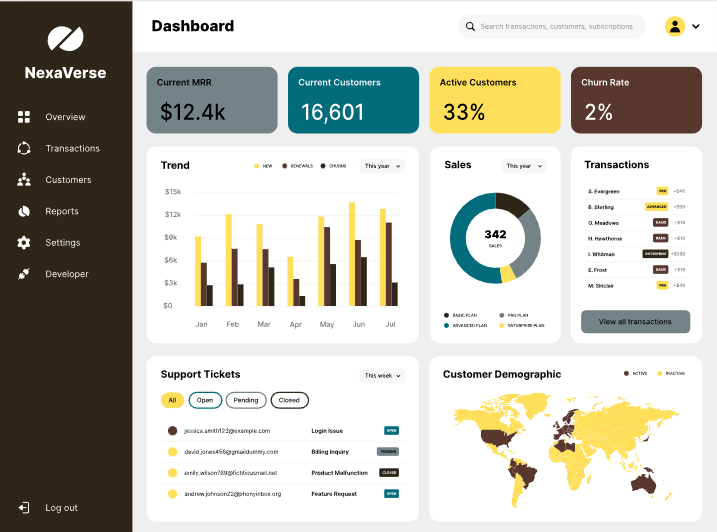 NexaVerse
Overview
Transactions
Customers
Reports
Settings
Developer
Log out
Dashboard
Search transactions, customers, subscriptions
Current MRR
$12.4k
Current Customers
16,601
Active Customers
33%
Churn Rate
2%
Trend
NEW
RENEWALS
CHURNS
This year
$15k
$12k
$9k
$6k
$3k
$0
Jan Feb Mar Apr May Jun Jul
Sales
This year
342
SALES
BASIC PLAN
PRO PLAN
ADVANCED PLAN
ENTERPRISE PLAN
Transactions
S. Evergreen PRO +$49
B. Sterling ADVANCED +$99
O. Meadows BASIC +$19
H. Hawthorne BASIC +$19
I. Whitman ENTERPRISE +$399
E. Frost BASIC +$19
M. Sinclair PRO +$49
View all transactions
Support Tickets
This week
All
Open
Pending
Closed
jessica.smith123@example.com Login Issue OPEN
david.jones456@gmaildummy.com Billing Inquiry PENDING
emily.wilson789@fictitiousmail.net Product Malfunction CLOSED
andrew.johnson22@phonyinbox.org Feature Request OPEN
Customer Demographic
ACTIVE
INACTIVE